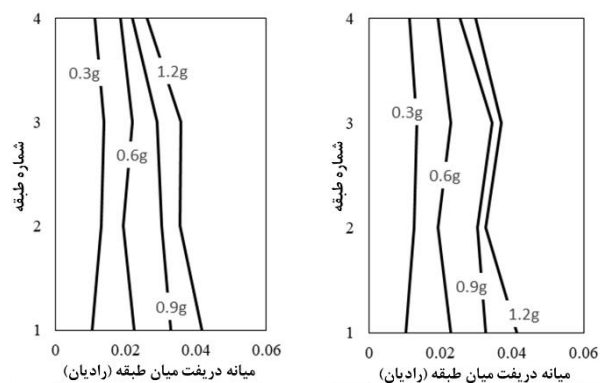 4
3
2
1
شماره طبقه
0.3g
0.6g
0.9g
1.2g
0
0.02
0.04
0.06
میانه دریفت میان طبقه (رادیان)
4
3
2
1
شماره طبقه
0.3g
0.6g
0.9g
1.2g
0
0.02
0.04
0.06
میانه دریفت میان طبقه (رادیان)